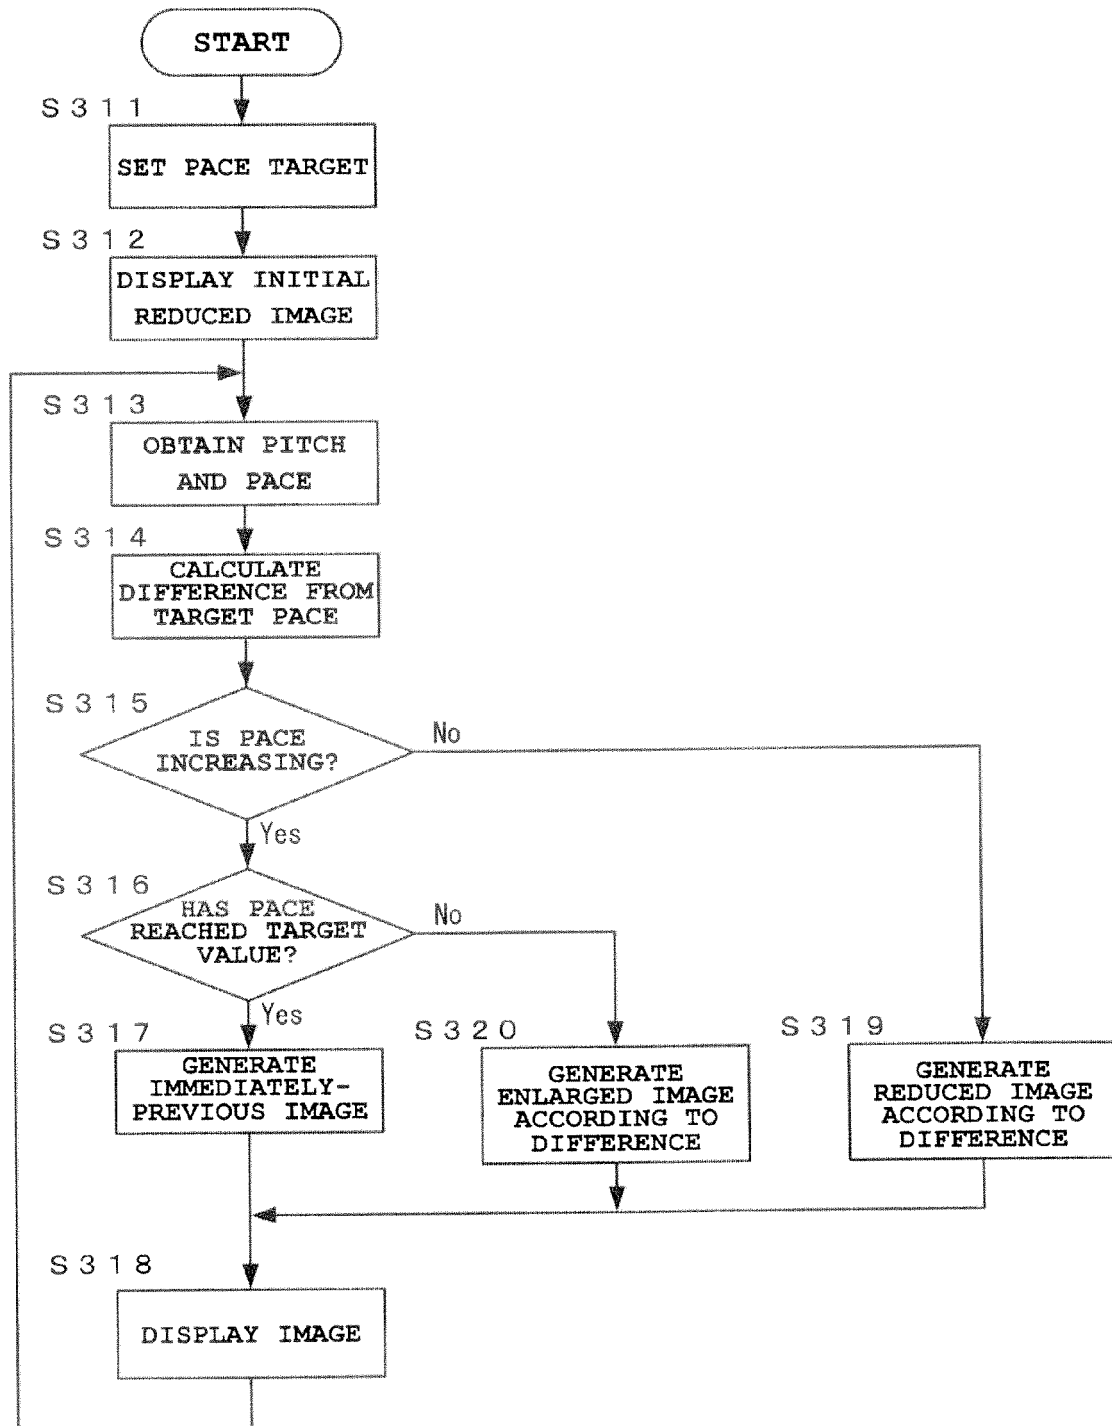 START
S311
SET PACE TARGET
S312
DISPLAY INITIAL
REDUCED IMAGE
S313
OBTAIN PITCH
AND PACE
S314
CALCULATE
DIFFERENCE FROM
TARGET PACE
S315
IS PACE
INCREASING?
No
Yes
S316
HAS PACE
REACHED TARGET
VALUE?
No
Yes
S317
GENERATE
IMMEDIATELY-
PREVIOUS IMAGE
S320
GENERATE
ENLARGED IMAGE
ACCORDING TO
DIFFERENCE
S319
GENERATE
REDUCED IMAGE
ACCORDING TO
DIFFERENCE
S318
DISPLAY IMAGE